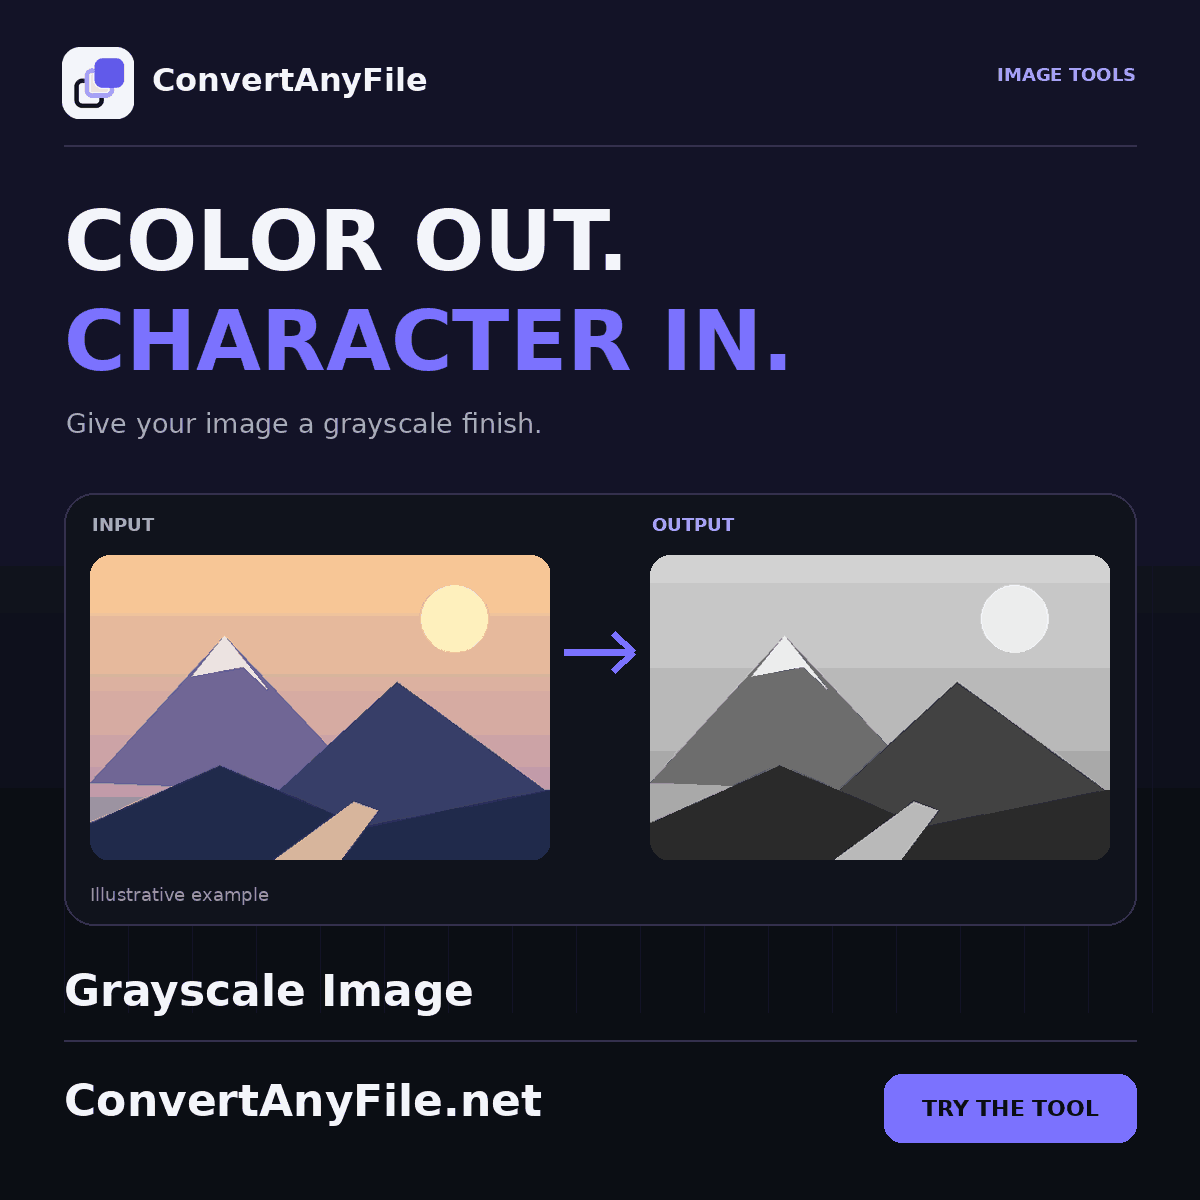 ConvertAnyFile
IMAGE TOOLS
COLOR OUT.
CHARACTER IN.
Give your image a grayscale finish.
INPUT
OUTPUT
Illustrative example
Grayscale Image
ConvertAnyFile.net
TRY THE TOOL